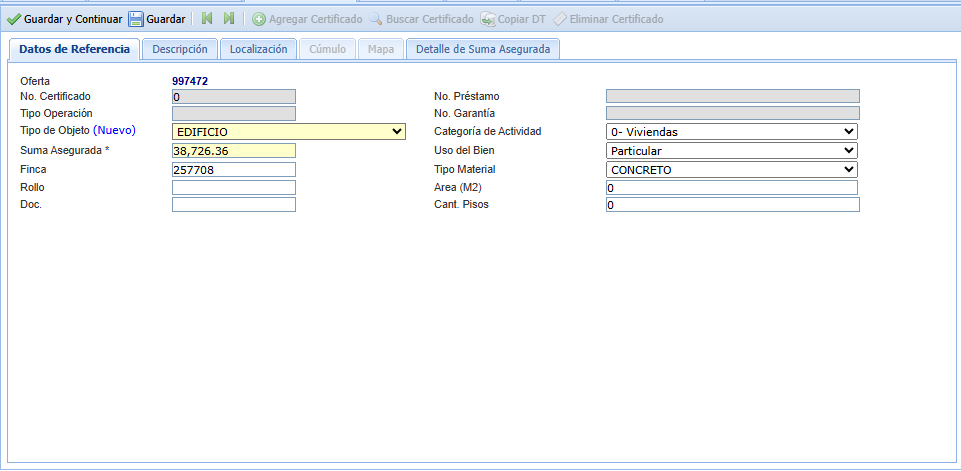 Guardar y Continuar Guardar Agregar Certificado Buscar Certificado Copiar DT Eliminar Certificado
Datos de Referencia Descripción Localización Cúmulo Mapa Detalle de Suma Asegurada
Oferta 997472
No. Certificado 0 No. Préstamo
Tipo Operación No. Garantía
Tipo de Objeto (Nuevo) EDIFICIO Categoría de Actividad 0- Viviendas
Suma Asegurada * 38,726.36 Uso del Bien Particular
Finca 257708 Tipo Material CONCRETO
Rollo Area (M2) 0
Doc. Cant. Pisos 0